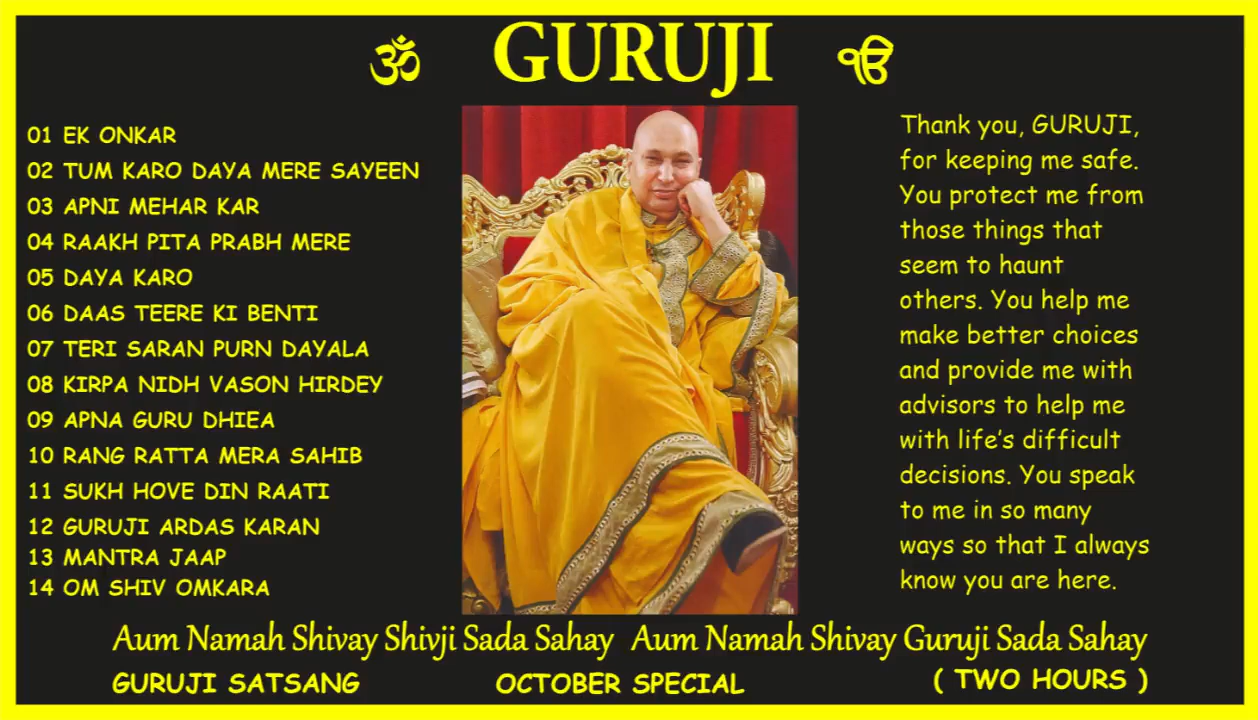 ॐ GURUJI ੴ
01 EK ONKAR
02 TUM KARO DAYA MERE SAYEEN
03 APNI MEHAR KAR
04 RAAKH PITA PRABH MERE
05 DAYA KARO
06 DAAS TEERE KI BENTI
07 TERI SARAN PURN DAYALA
08 KIRPA NIDH VASON HIRDEY
09 APNA GURU DHIEA
10 RANG RATTA MERA SAHIB
11 SUKH HOVE DIN RAATI
12 GURUJI ARDAS KARAN
13 MANTRA JAAP
14 OM SHIV OMKARA
Thank you, GURUJI,
for keeping me safe.
You protect me from
those things that
seem to haunt
others. You help me
make better choices
and provide me with
advisors to help me
with life’s difficult
decisions. You speak
to me in so many
ways so that I always
know you are here.
Aum Namah Shivay Shivji Sada Sahay Aum Namah Shivay Guruji Sada Sahay
GURUJI SATSANG OCTOBER SPECIAL ( TWO HOURS )